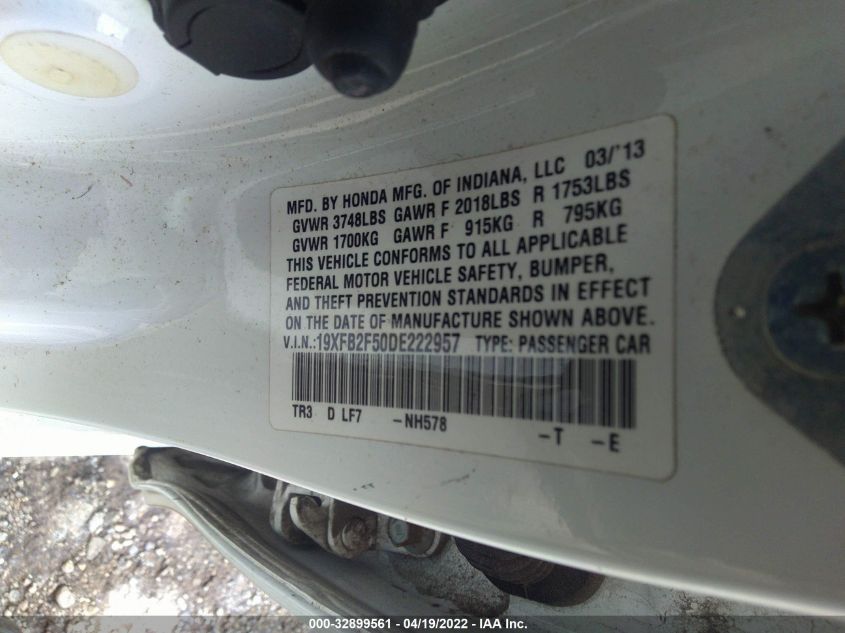 MFD. BY HONDA MFG. OF INDIANA, LLC 03/'13
GVWR 3748LBS GAWR F 2018LBS R 1753LBS
GVWR 1700KG GAWR F 915KG R 795KG
THIS VEHICLE CONFORMS TO ALL APPLICABLE
FEDERAL MOTOR VEHICLE SAFETY, BUMPER,
AND THEFT PREVENTION STANDARDS IN EFFECT
ON THE DATE OF MANUFACTURE SHOWN ABOVE.
V.I.N.:19XFB2F50DE222957 TYPE: PASSENGER CAR
TR3 D LF7 -NH578 -T -E
000-32899561 - 04/19/2022 - IAA Inc.